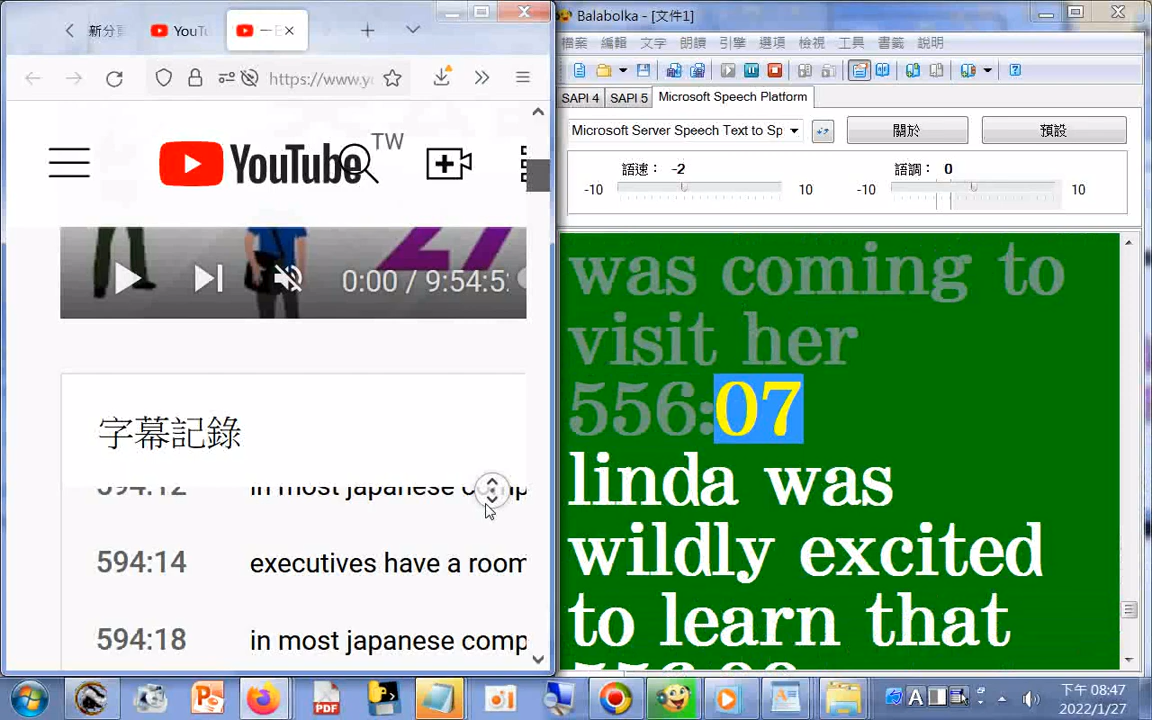 新分
YouTu
一 E
https://www.y
TW
YouTube
27
0:00 / 9:54:5
字幕記錄
594:12 in most japanese comp
594:14 executives have a room
594:18 in most japanese comp
Balabolka - [文件1]
檔案 編輯 文字 朗讀 引擎 選項 檢視 工具 書籤 說明
SAPI 4 SAPI 5 Microsoft Speech Platform
Microsoft Server Speech Text to Sp
關於 預設
語速： -2 語調： 0
-10 10 -10 10
was coming to
visit her
556:07
linda was
wildly excited
to learn that
PDF
A
下午 08:47
2022/1/27